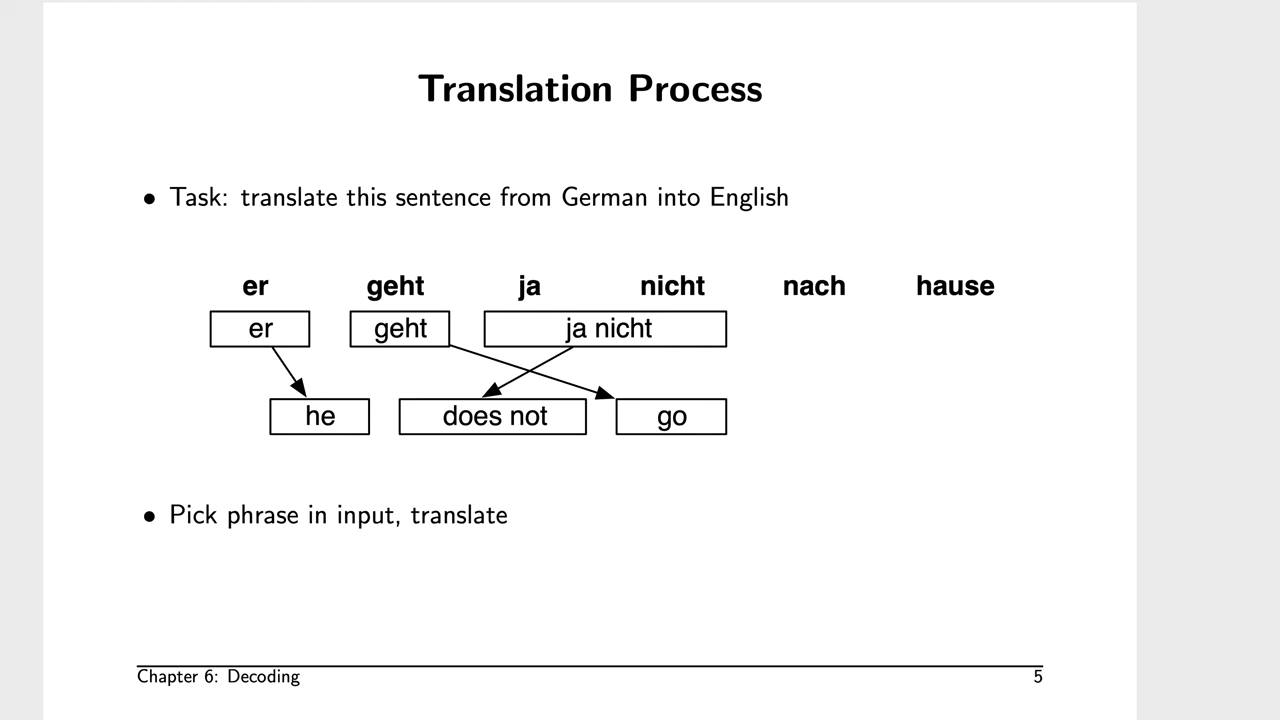 Translation Process
• Task: translate this sentence from German into English
er geht ja nicht nach hause
er geht ja nicht
he does not go
• Pick phrase in input, translate
Chapter 6: Decoding 5